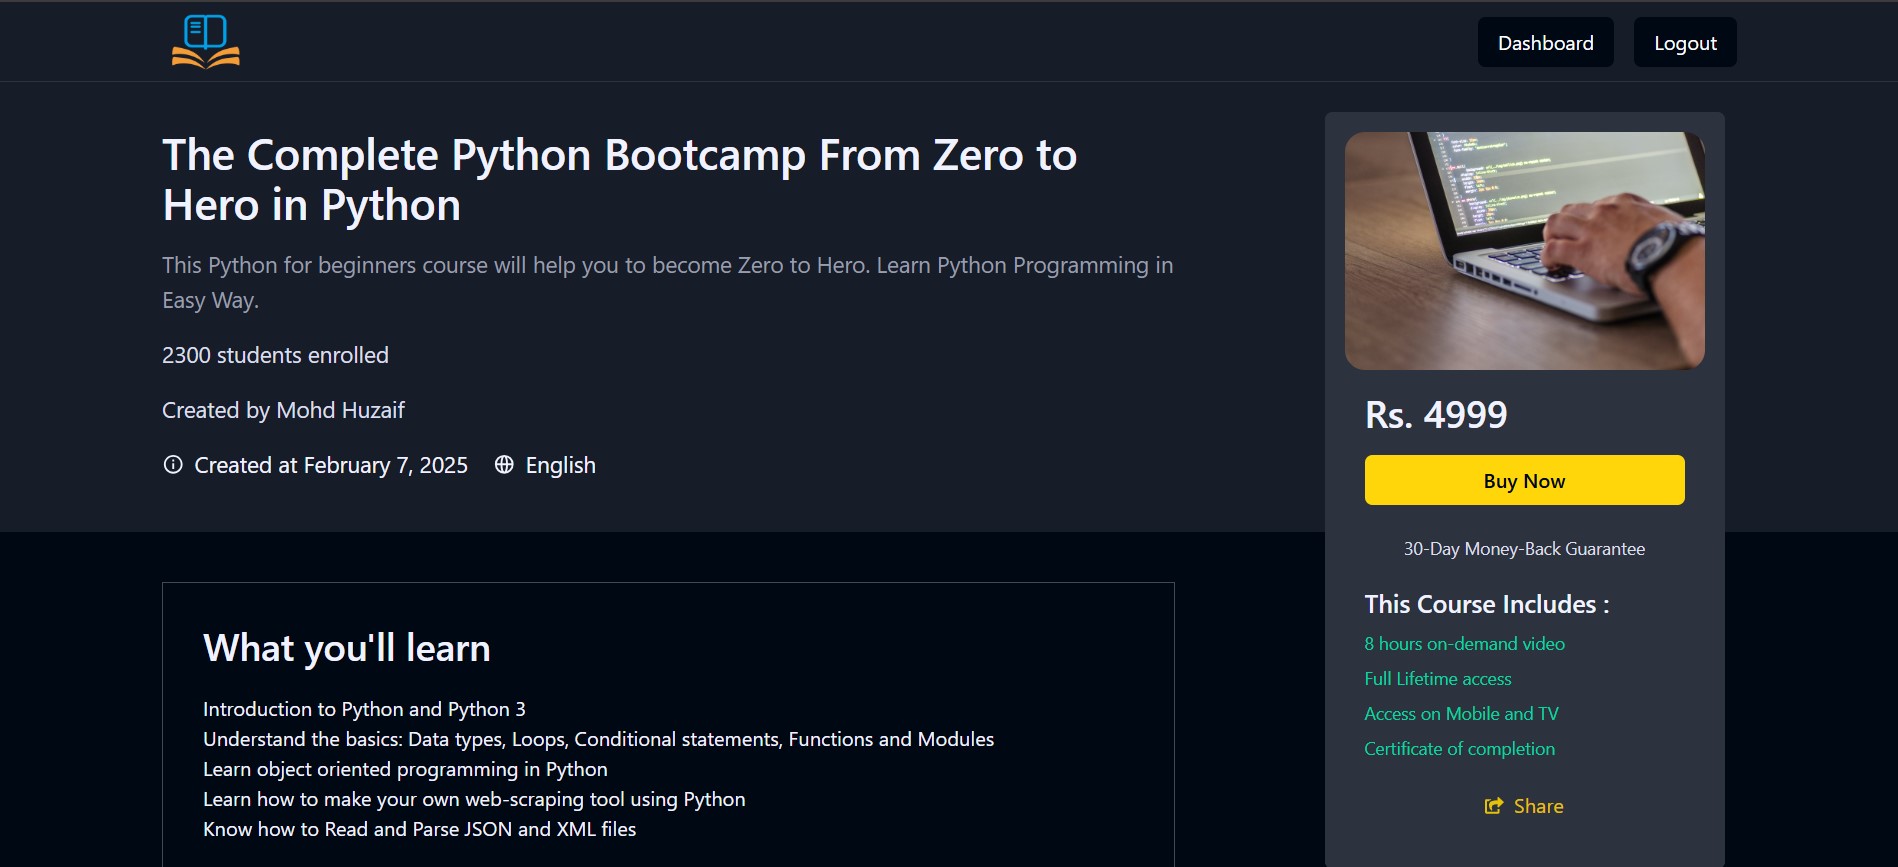 Dashboard
Logout
The Complete Python Bootcamp From Zero to
Hero in Python
This Python for beginners course will help you to become Zero to Hero. Learn Python Programming in
Easy Way.
2300 students enrolled
Created by Mohd Huzaif
Created at February 7, 2025
English
Rs. 4999
Buy Now
30-Day Money-Back Guarantee
This Course Includes :
8 hours on-demand video
Full Lifetime access
Access on Mobile and TV
Certificate of completion
Share
What you'll learn
Introduction to Python and Python 3
Understand the basics: Data types, Loops, Conditional statements, Functions and Modules
Learn object oriented programming in Python
Learn how to make your own web-scraping tool using Python
Know how to Read and Parse JSON and XML files